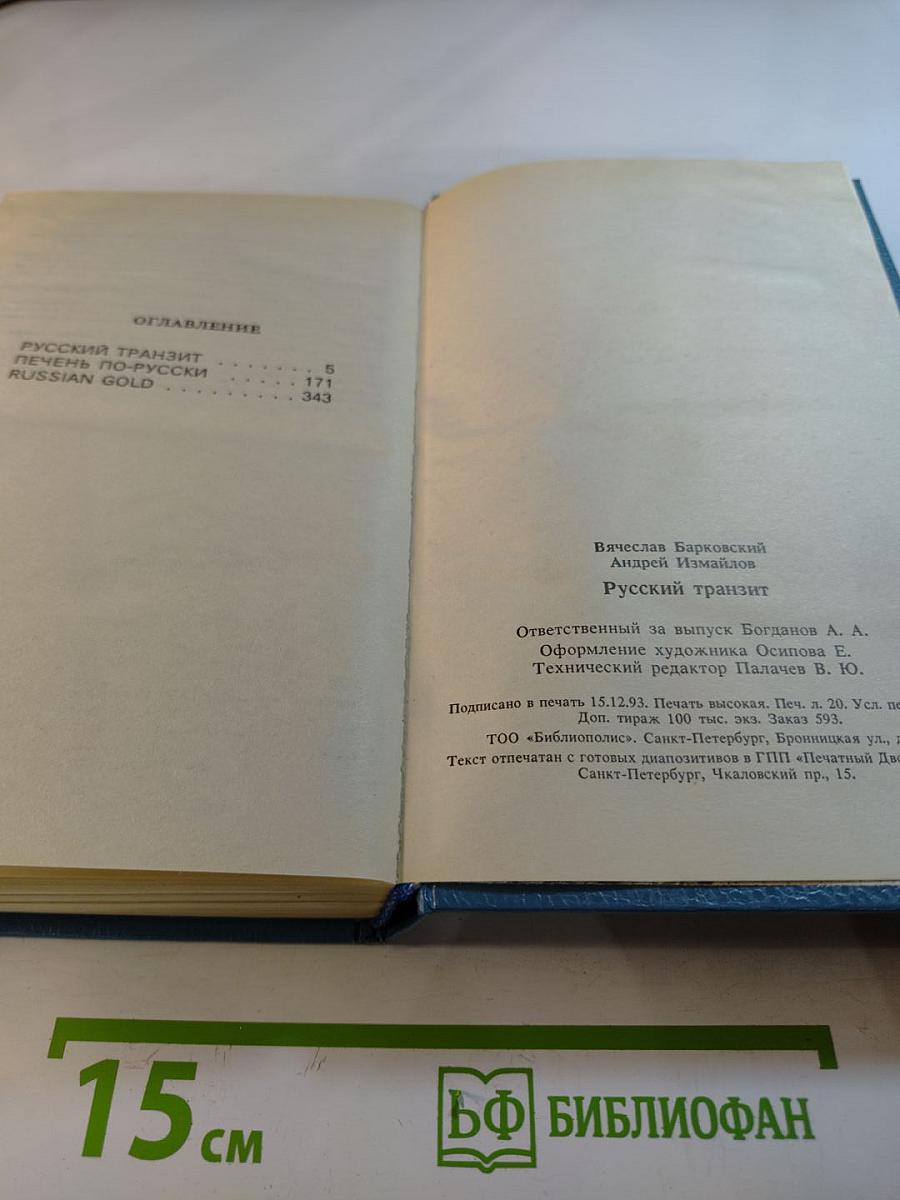 ОГЛАВЛЕНИЕ
РУССКИЙ ТРАНЗИТ . . . . . . . 5
ПЕЧЕНЬ ПО-РУССКИ . . . . . 171
RUSSIAN GOLD . . . . . . . . . 343
Вячеслав Барковский
Андрей Измайлов
Русский транзит
Ответственный за выпуск Богданов А. А.
Оформление художника Осипова Е.
Технический редактор Палачев В. Ю.
Подписано в печать 15.12.93. Печать высокая. Печ. л. 20. Усл. пе
Доп. тираж 100 тыс. экз. Заказ 593.
ТОО «Библиополис». Санкт-Петербург, Бронницкая ул., д
Текст отпечатан с готовых диапозитивов в ГПП «Печатный Дво
Санкт-Петербург, Чкаловский пр., 15.
15 см
БФ БИБЛИОФАН